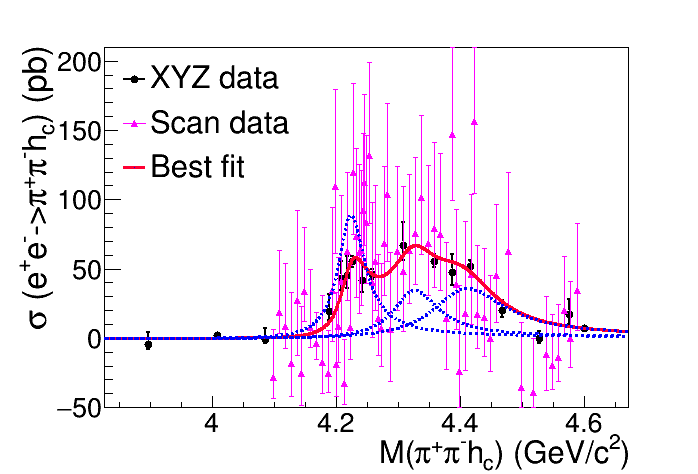 σ (e⁺e⁻->π⁺π⁻h_c) (pb)
200
150
100
50
0
−50
XYZ data
Scan data
Best fit
4
4.2
4.4
4.6
M(π⁺π⁻h_c) (GeV/c²)